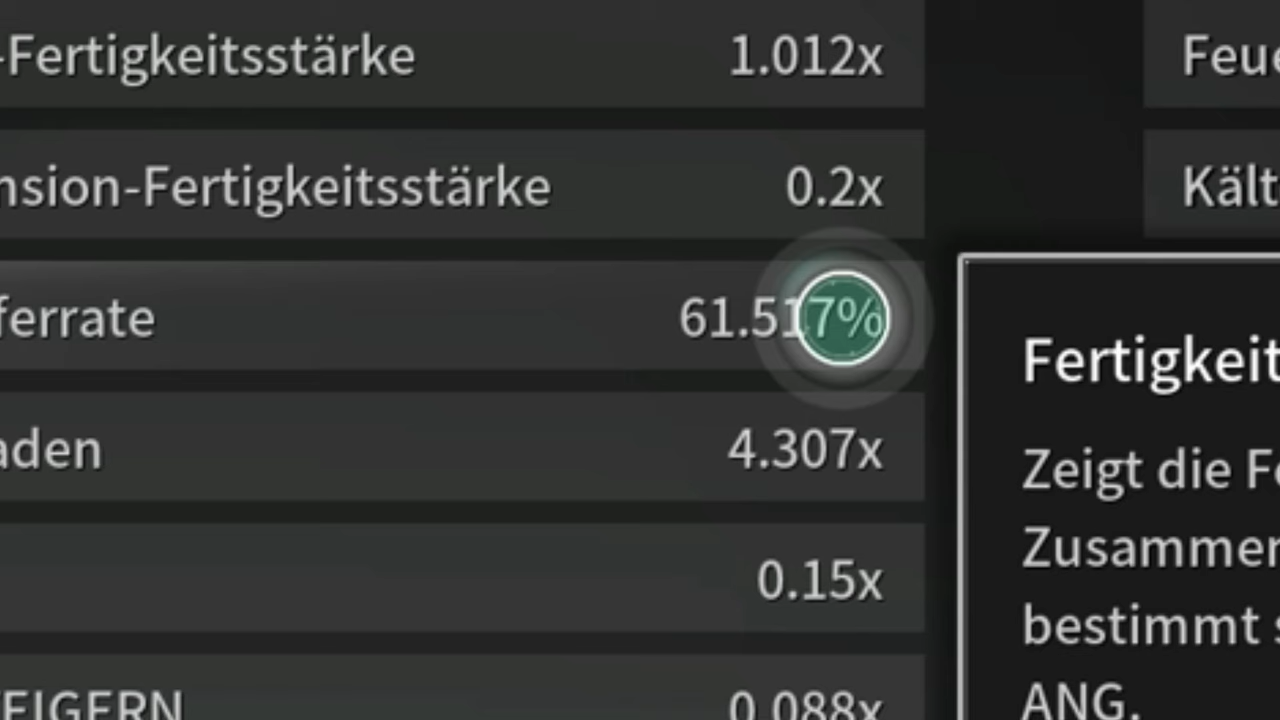 -Fertigkeitsstärke 1.012x
nsion-Fertigkeitsstärke 0.2x
ferrate 61.517%
aden 4.307x
0.15x
EIGERN 0.088x
Feue
Kält
Fertigkeit
Zeigt die Fe
Zusammen
bestimmt s
ANG.